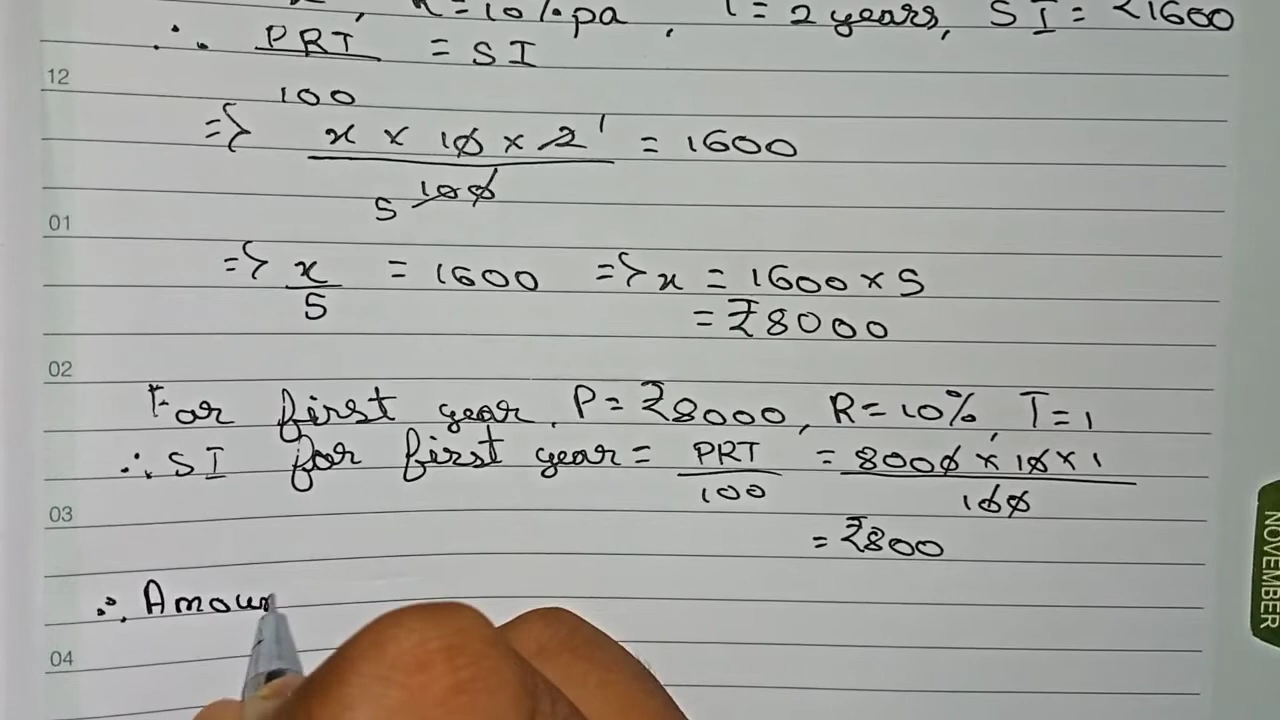 R=10% pa, T = 2 years, SI = ₹1600
∴ PRT/100 = SI
12
=> x × 10 × 2 / 100 = 1600
1
5
01
=> x/5 = 1600 => x = 1600 × 5
= ₹8000
02
For first year, P = ₹8000, R = 10%, T = 1
∴ SI for first year = PRT/100 = 8000 × 10 × 1 / 100
03
= ₹800
∴ Amoun
04
NOVEMBER